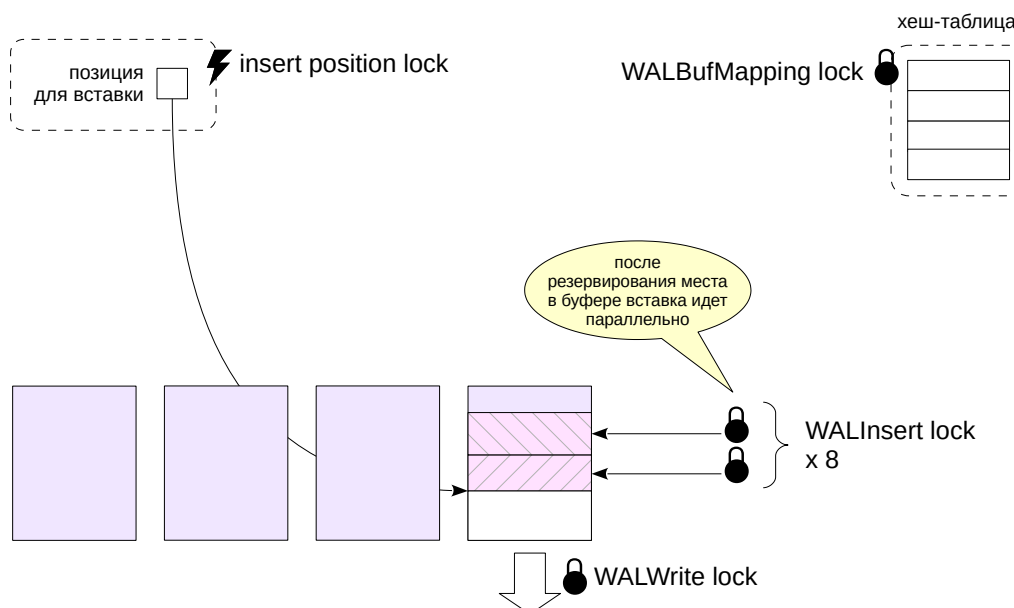 хеш-таблица
insert position lock
WALBufMapping lock
позиция
для вставки
после
резервирования места
в буфере вставка идет
параллельно
WALInsert lock
x 8
WALWrite lock